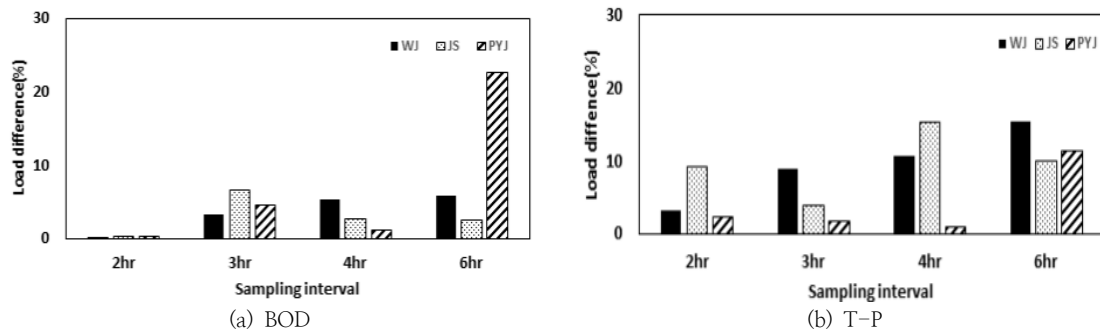 30
20
10
0
Load difference(%)
WJ JS PYJ
2hr 3hr 4hr 6hr
Sampling interval
(a) BOD
30
20
10
0
Load diffence(%)
WJ JS PYJ
2hr 3hr 4hr 6hr
Sampling interval
(b) T-P